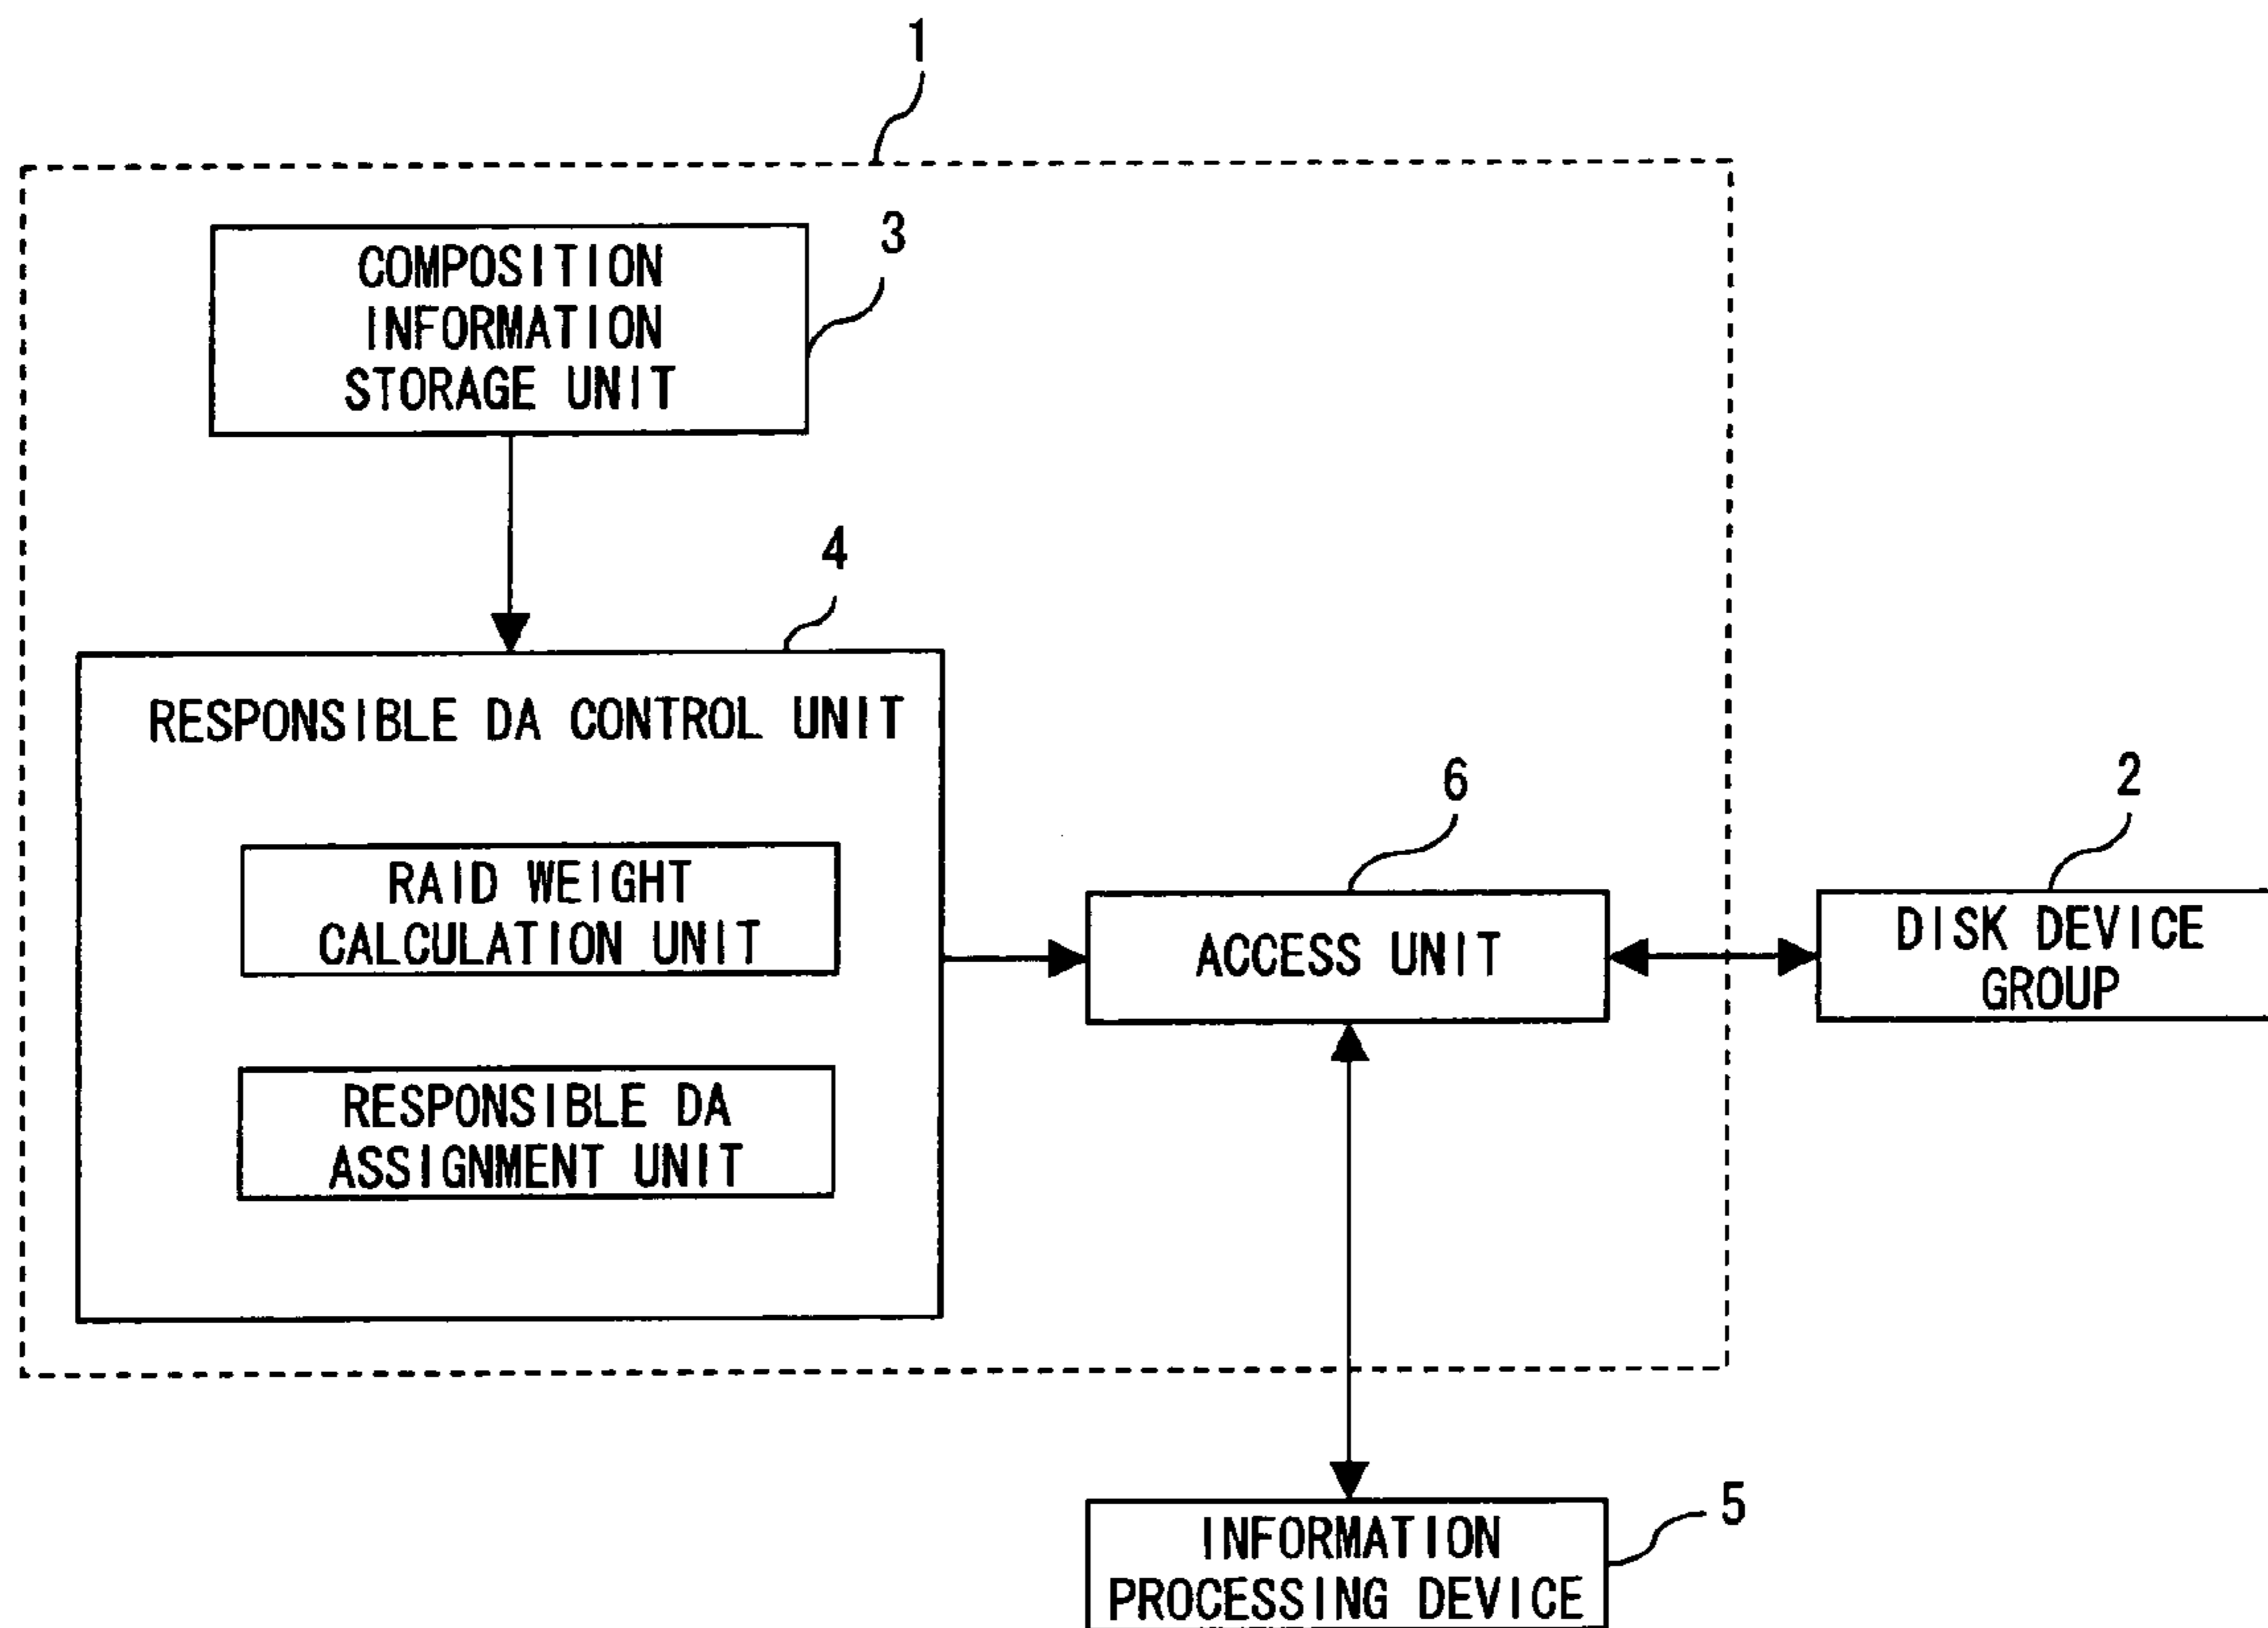 1
3
COMPOSITION
INFORMATION
STORAGE UNIT
4
RESPONSIBLE DA CONTROL UNIT
RAID WEIGHT
CALCULATION UNIT
RESPONSIBLE DA
ASSIGNMENT UNIT
6
ACCESS UNIT
2
DISK DEVICE
GROUP
5
INFORMATION
PROCESSING DEVICE